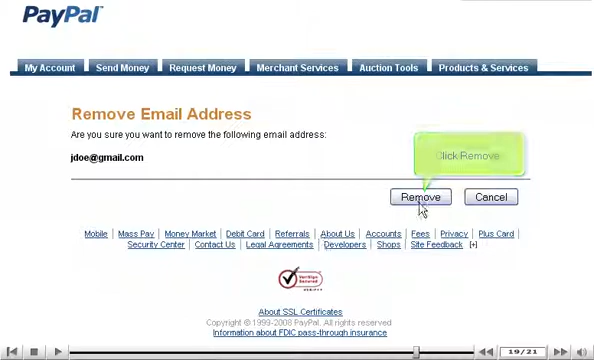 PayPal
My Account Send Money Request Money Merchant Services Auction Tools Products & Services
Remove Email Address
Are you sure you want to remove the following email address:
jdoe@gmail.com
Click Remove
Remove Cancel
Mobile | Mass Pay | Money Market | Debit Card | Referrals | About Us | Accounts | Fees | Privacy | Plus Card |
Security Center | Contact Us | Legal Agreements | Developers | Shops | Site Feedback [+]
VeriSign
Secured
About SSL Certificates
Copyright © 1999-2008 PayPal. All rights reserved
Information about FDIC pass-through insurance
19/21